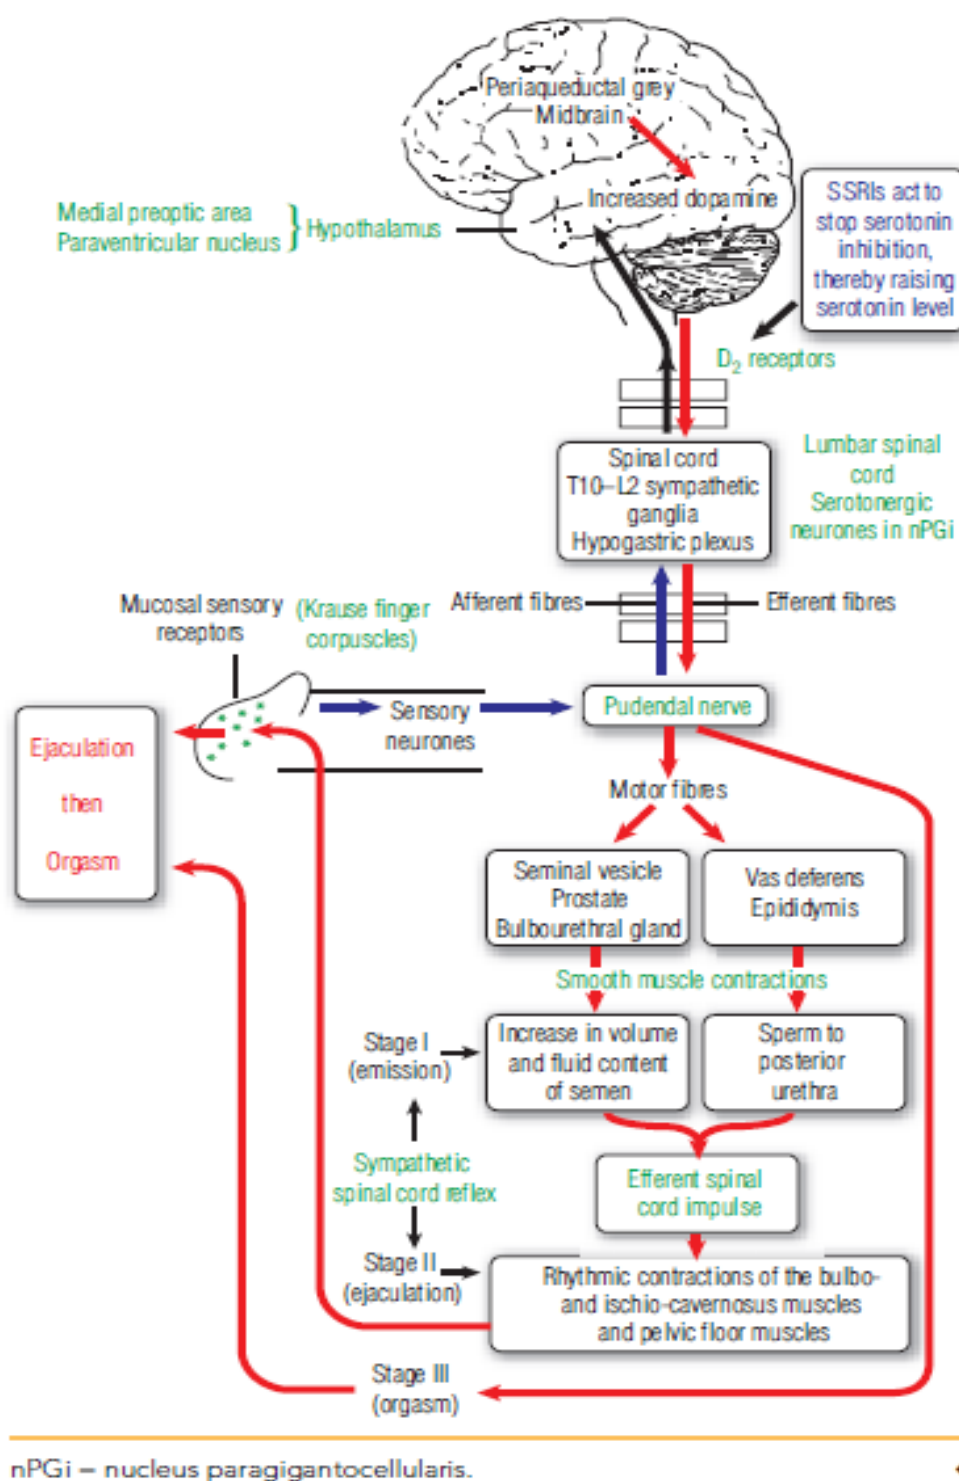 Periaqueductal grey
Midbrain
Increased dopamine
SSRIs act to
stop serotonin
inhibition,
thereby raising
serotonin level
Medial preoptic area
Paraventricular nucleus
} Hypothalamus
D₂ receptors
Spinal cord
T10–L2 sympathetic
ganglia
Hypogastric plexus
Lumbar spinal
cord
Serotonergic
neurones in nPGi
Afferent fibres
Efferent fibres
Mucosal sensory
receptors
(Krause finger
corpuscles)
Sensory
neurones
Pudendal nerve
Ejaculation
then
Orgasm
Motor fibres
Seminal vesicle
Prostate
Bulbourethral gland
Vas deferens
Epididymis
Smooth muscle contractions
Stage I
(emission)
Increase in volume
and fluid content
of semen
Sperm to
posterior
urethra
Sympathetic
spinal cord reflex
Efferent spinal
cord impulse
Stage II
(ejaculation)
Rhythmic contractions of the bulbo-
and ischio-cavernosus muscles
and pelvic floor muscles
Stage III
(orgasm)
nPGi – nucleus paragigantocellularis.